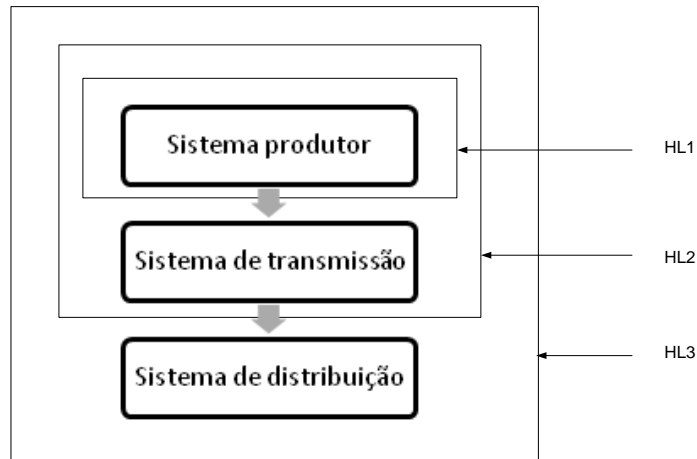 Sistema produtor
HL1
Sistema de transmissão
HL2
Sistema de distribuição
HL3